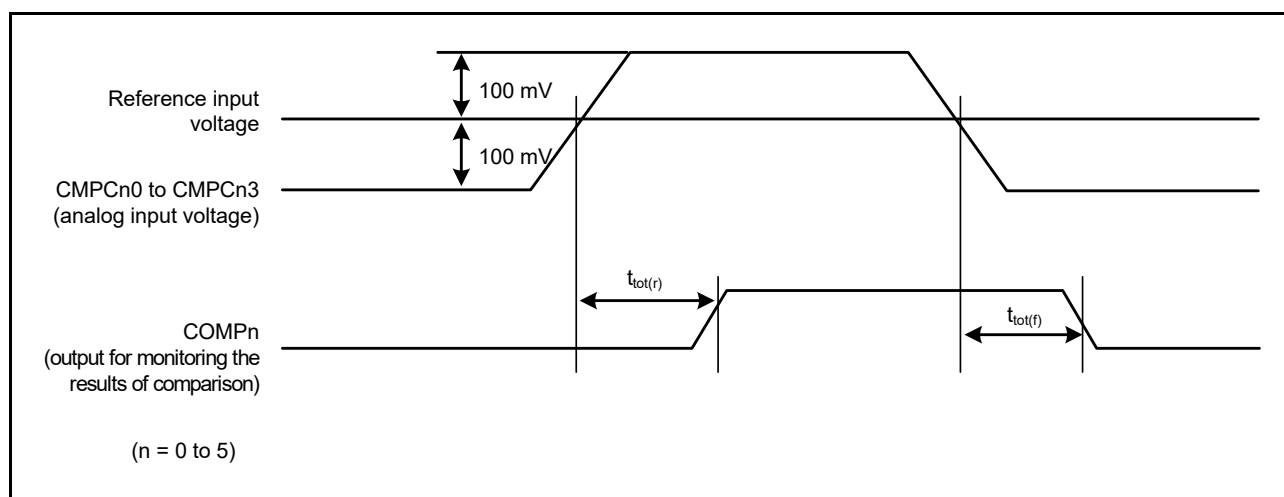 100 mV
Reference input
voltage
100 mV
CMPCn0 to CMPCn3
(analog input voltage)
ttot(r)
ttot(f)
COMPn
(output for monitoring the
results of comparison)
(n = 0 to 5)